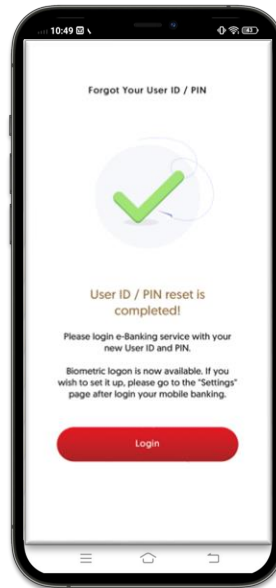 10:49
Forgot Your User ID / PIN
User ID / PIN reset is
completed!
Please login e-Banking service with your
new User ID and PIN.
Biometric logon is now available. If you
wish to set it up, please go to the "Settings"
page after login your mobile banking.
Login